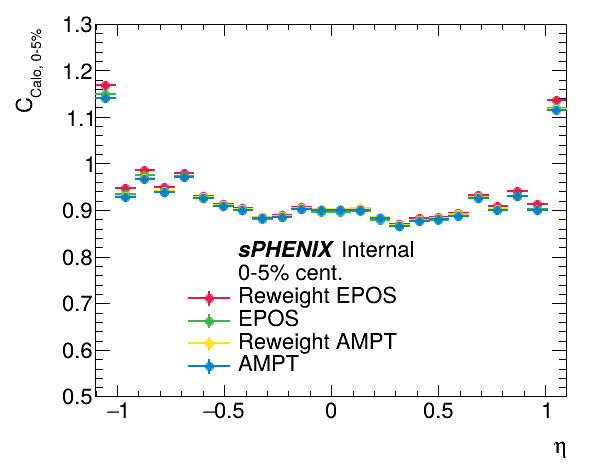 C_Calo, 0-5%
1.3
1.2
1.1
1
0.9
0.8
0.7
0.6
0.5
sPHENIX Internal
0-5% cent.
Reweight EPOS
EPOS
Reweight AMPT
AMPT
−1
−0.5
0
0.5
1
η